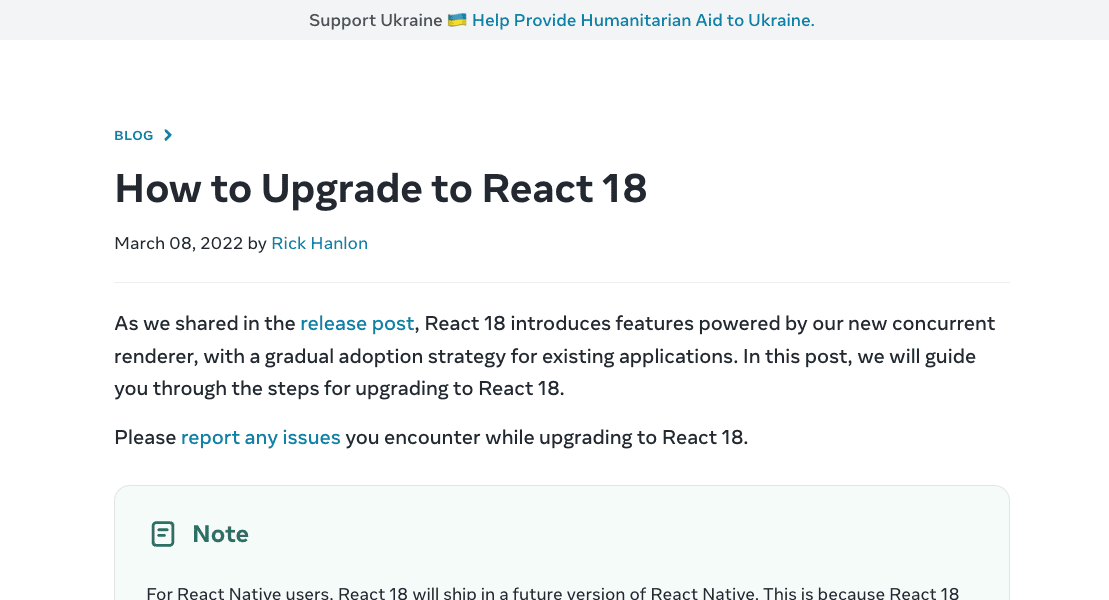 Support Ukraine 🇺🇦 Help Provide Humanitarian Aid to Ukraine.
BLOG
How to Upgrade to React 18
March 08, 2022 by Rick Hanlon
As we shared in the release post, React 18 introduces features powered by our new concurrent
renderer, with a gradual adoption strategy for existing applications. In this post, we will guide
you through the steps for upgrading to React 18.
Please report any issues you encounter while upgrading to React 18.
Note
For React Native users, React 18 will ship in a future version of React Native. This is because React 18